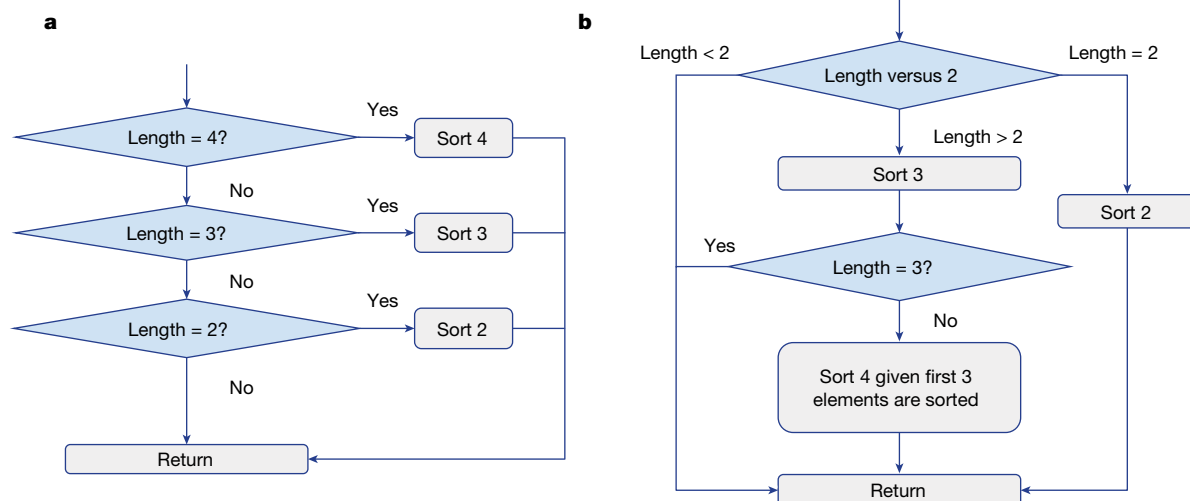 a
Length = 4?
Yes
Sort 4
No
Length = 3?
Yes
Sort 3
No
Length = 2?
Yes
Sort 2
No
Return
b
Length < 2
Length versus 2
Length = 2
Length > 2
Sort 3
Sort 2
Yes
Length = 3?
No
Sort 4 given first 3
elements are sorted
Return